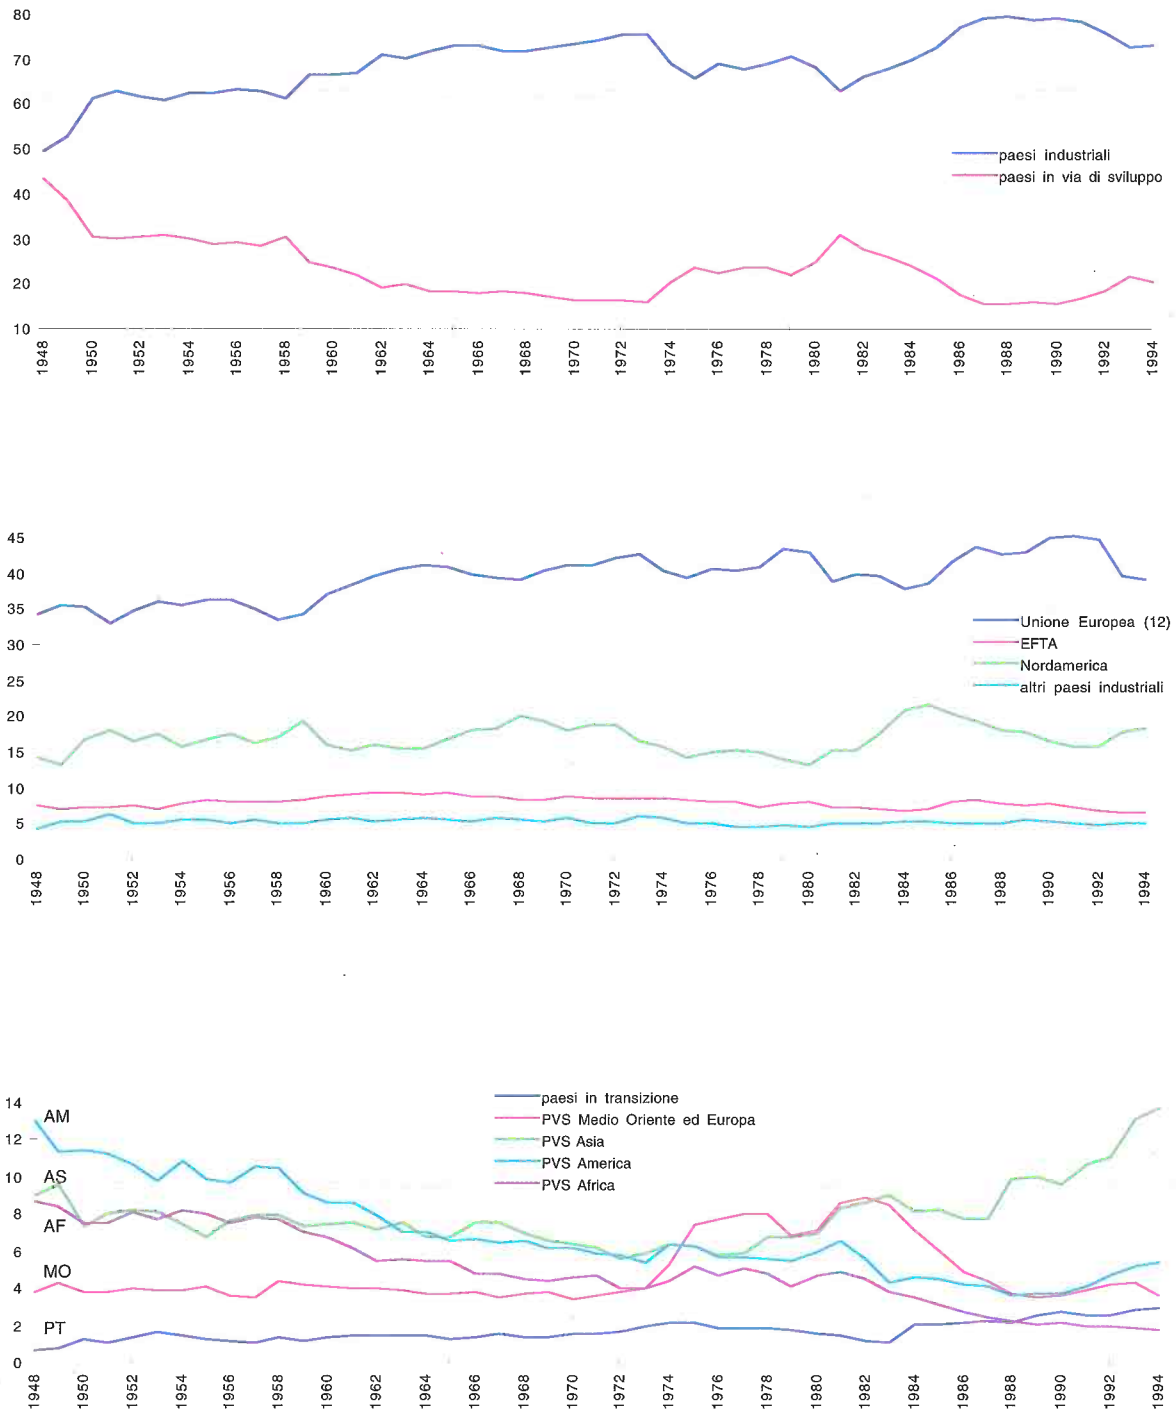 80
70
60
50
40
30
20
10
paesi industriali
paesi in via di sviluppo
1948 1950 1952 1954 1956 1958 1960 1962 1964 1966 1968 1970 1972 1974 1976 1978 1980 1982 1984 1986 1988 1990 1992 1994
45
40
35
30
25
20
15
10
5
0
Unione Europea (12)
EFTA
Nordamerica
altri paesi industriali
1948 1950 1952 1954 1956 1958 1960 1962 1964 1966 1968 1970 1972 1974 1976 1978 1980 1982 1984 1986 1988 1990 1992 1994
14
12
10
8
6
4
2
0
AM
AS
AF
MO
PT
paesi in transizione
PVS Medio Oriente ed Europa
PVS Asia
PVS America
PVS Africa
1948 1950 1952 1954 1956 1958 1960 1962 1964 1966 1968 1970 1972 1974 1976 1978 1980 1982 1984 1986 1988 1990 1992 1994